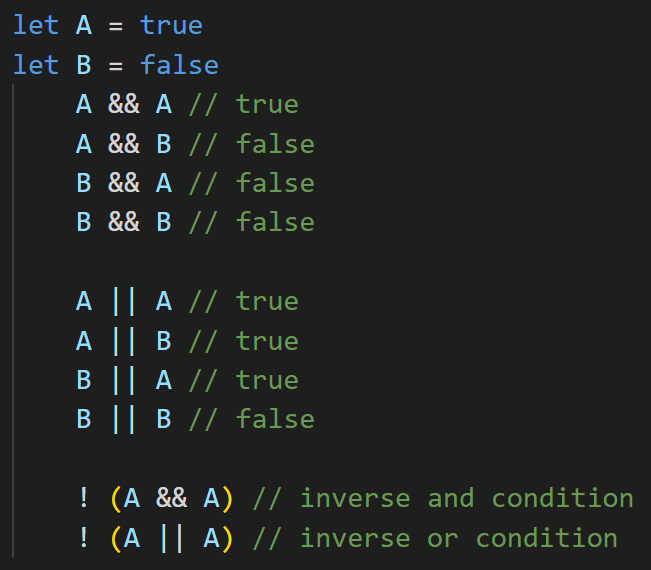 let A = true
let B = false
A && A // true
A && B // false
B && A // false
B && B // false
A || A // true
A || B // true
B || A // true
B || B // false
! (A && A) // inverse and condition
! (A || A) // inverse or condition